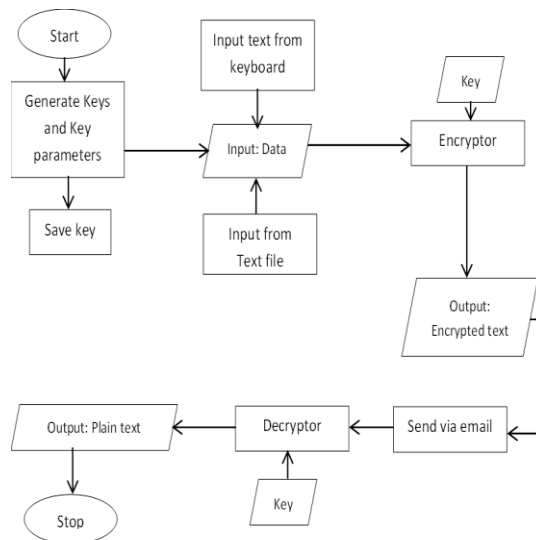 Start
Generate Keys
and Key
parameters
Save key
Input text from
keyboard
Input: Data
Input from
Text file
Key
Encryptor
Output:
Encrypted text
Send via email
Decryptor
Key
Output: Plain text
Stop